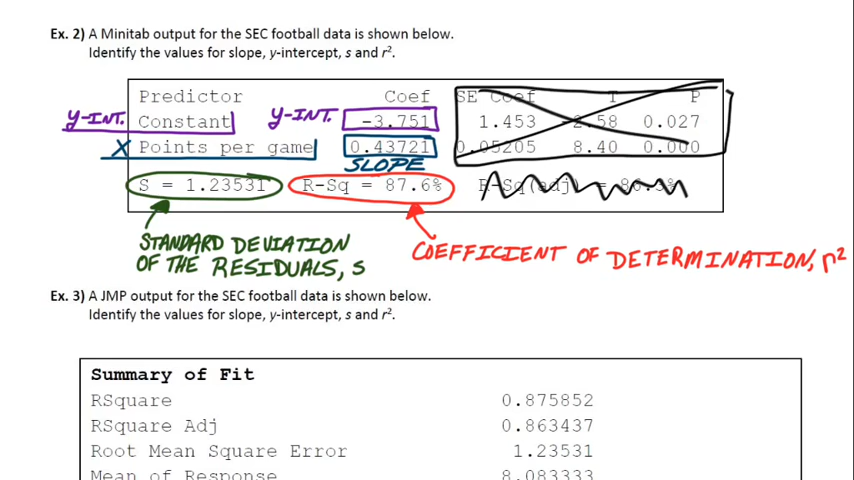 Ex. 2) A Minitab output for the SEC football data is shown below.
Identify the values for slope, y-intercept, s and r².
Predictor Coef SE Coef T P
Y-INT. Constant Y-INT. -3.751 1.453 -2.58 0.027
X Points per game 0.43721 0.05205 8.40 0.000
SLOPE
S = 1.23531 R-Sq = 87.6% R-Sq(adj) = 86.3%
STANDARD DEVIATION
OF THE RESIDUALS, S
COEFFICIENT OF DETERMINATION, r²
Ex. 3) A JMP output for the SEC football data is shown below.
Identify the values for slope, y-intercept, s and r².
Summary of Fit
RSquare 0.875852
RSquare Adj 0.863437
Root Mean Square Error 1.23531
Mean of Response 8.083333